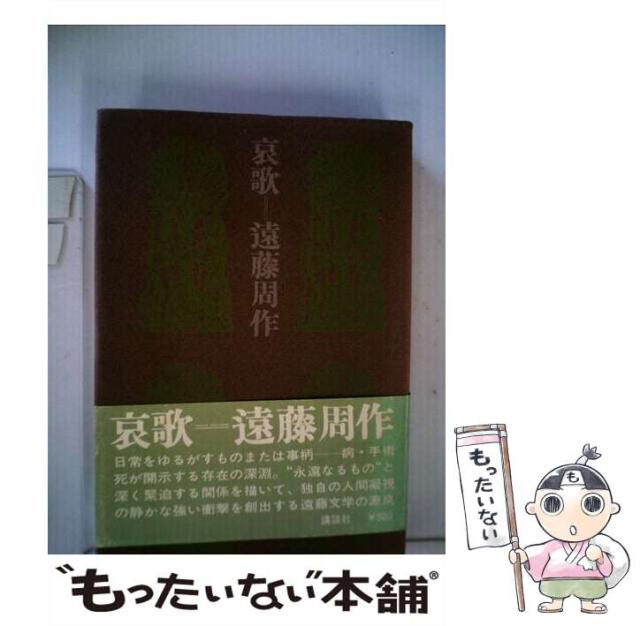 哀歌＝遠藤周作
哀歌＝遠藤周作
日常をゆるがすものまたは事柄――病・手術
死が開示する存在の深淵。“永遠なるもの”と
深く緊迫する関係を描いて、独自の人間凝視
の静かな強い衝撃を創出する遠藤文学の源泉
講談社
もったいない
も
“もったいない”本舗®